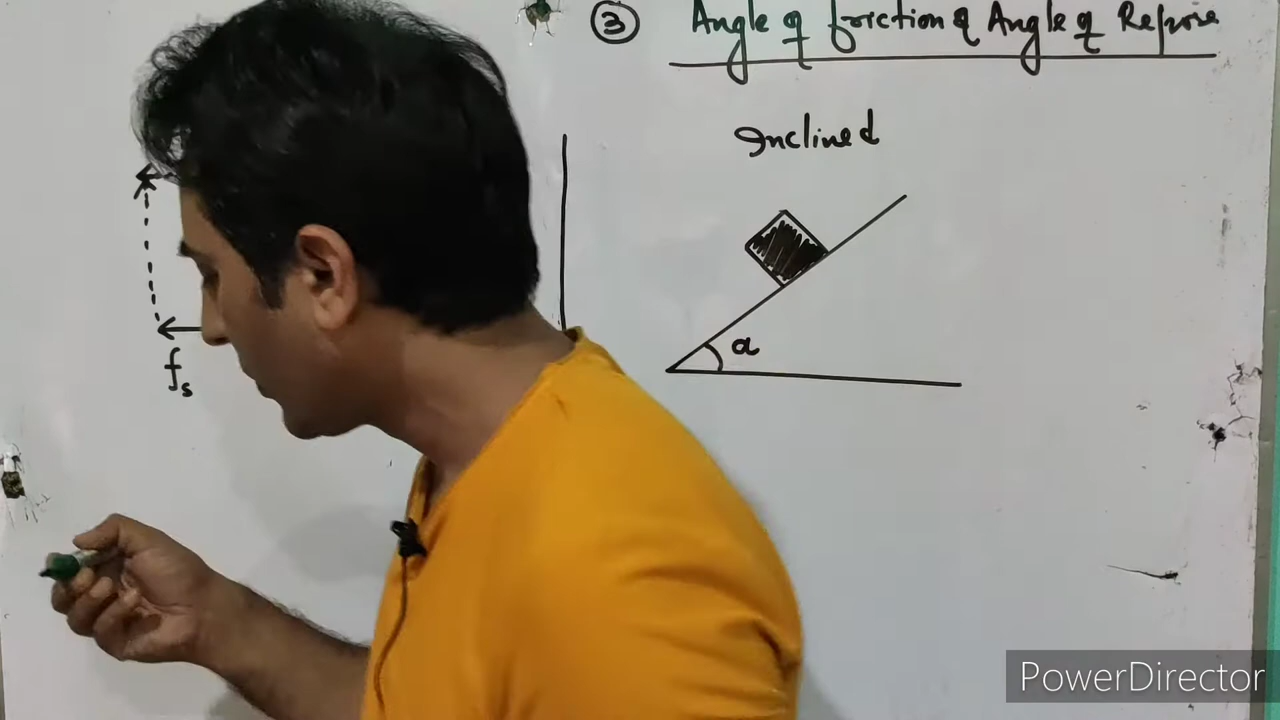 ③ Angle of friction & Angle of Repose
Inclined
α
fs
PowerDirector